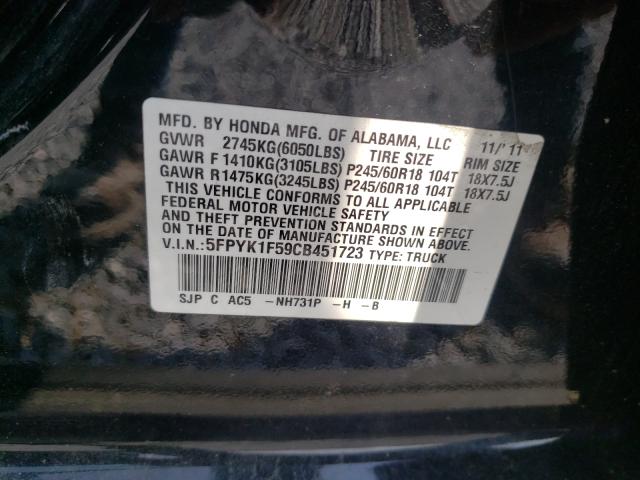 MFD. BY HONDA MFG. OF ALABAMA, LLC 11/'11
GVWR 2745KG(6050LBS) TIRE SIZE RIM SIZE
GAWR F 1410KG(3105LBS) P245/60R18 104T 18X7.5J
GAWR R1475KG(3245LBS) P245/60R18 104T 18X7.5J
THIS VEHICLE CONFORMS TO ALL APPLICABLE
FEDERAL MOTOR VEHICLE SAFETY
AND THEFT PREVENTION STANDARDS IN EFFECT
ON THE DATE OF MANUFACTURE SHOWN ABOVE.
V.I.N.:5FPYK1F59CB451723 TYPE: TRUCK
SJP C AC5 -NH731P -H -B